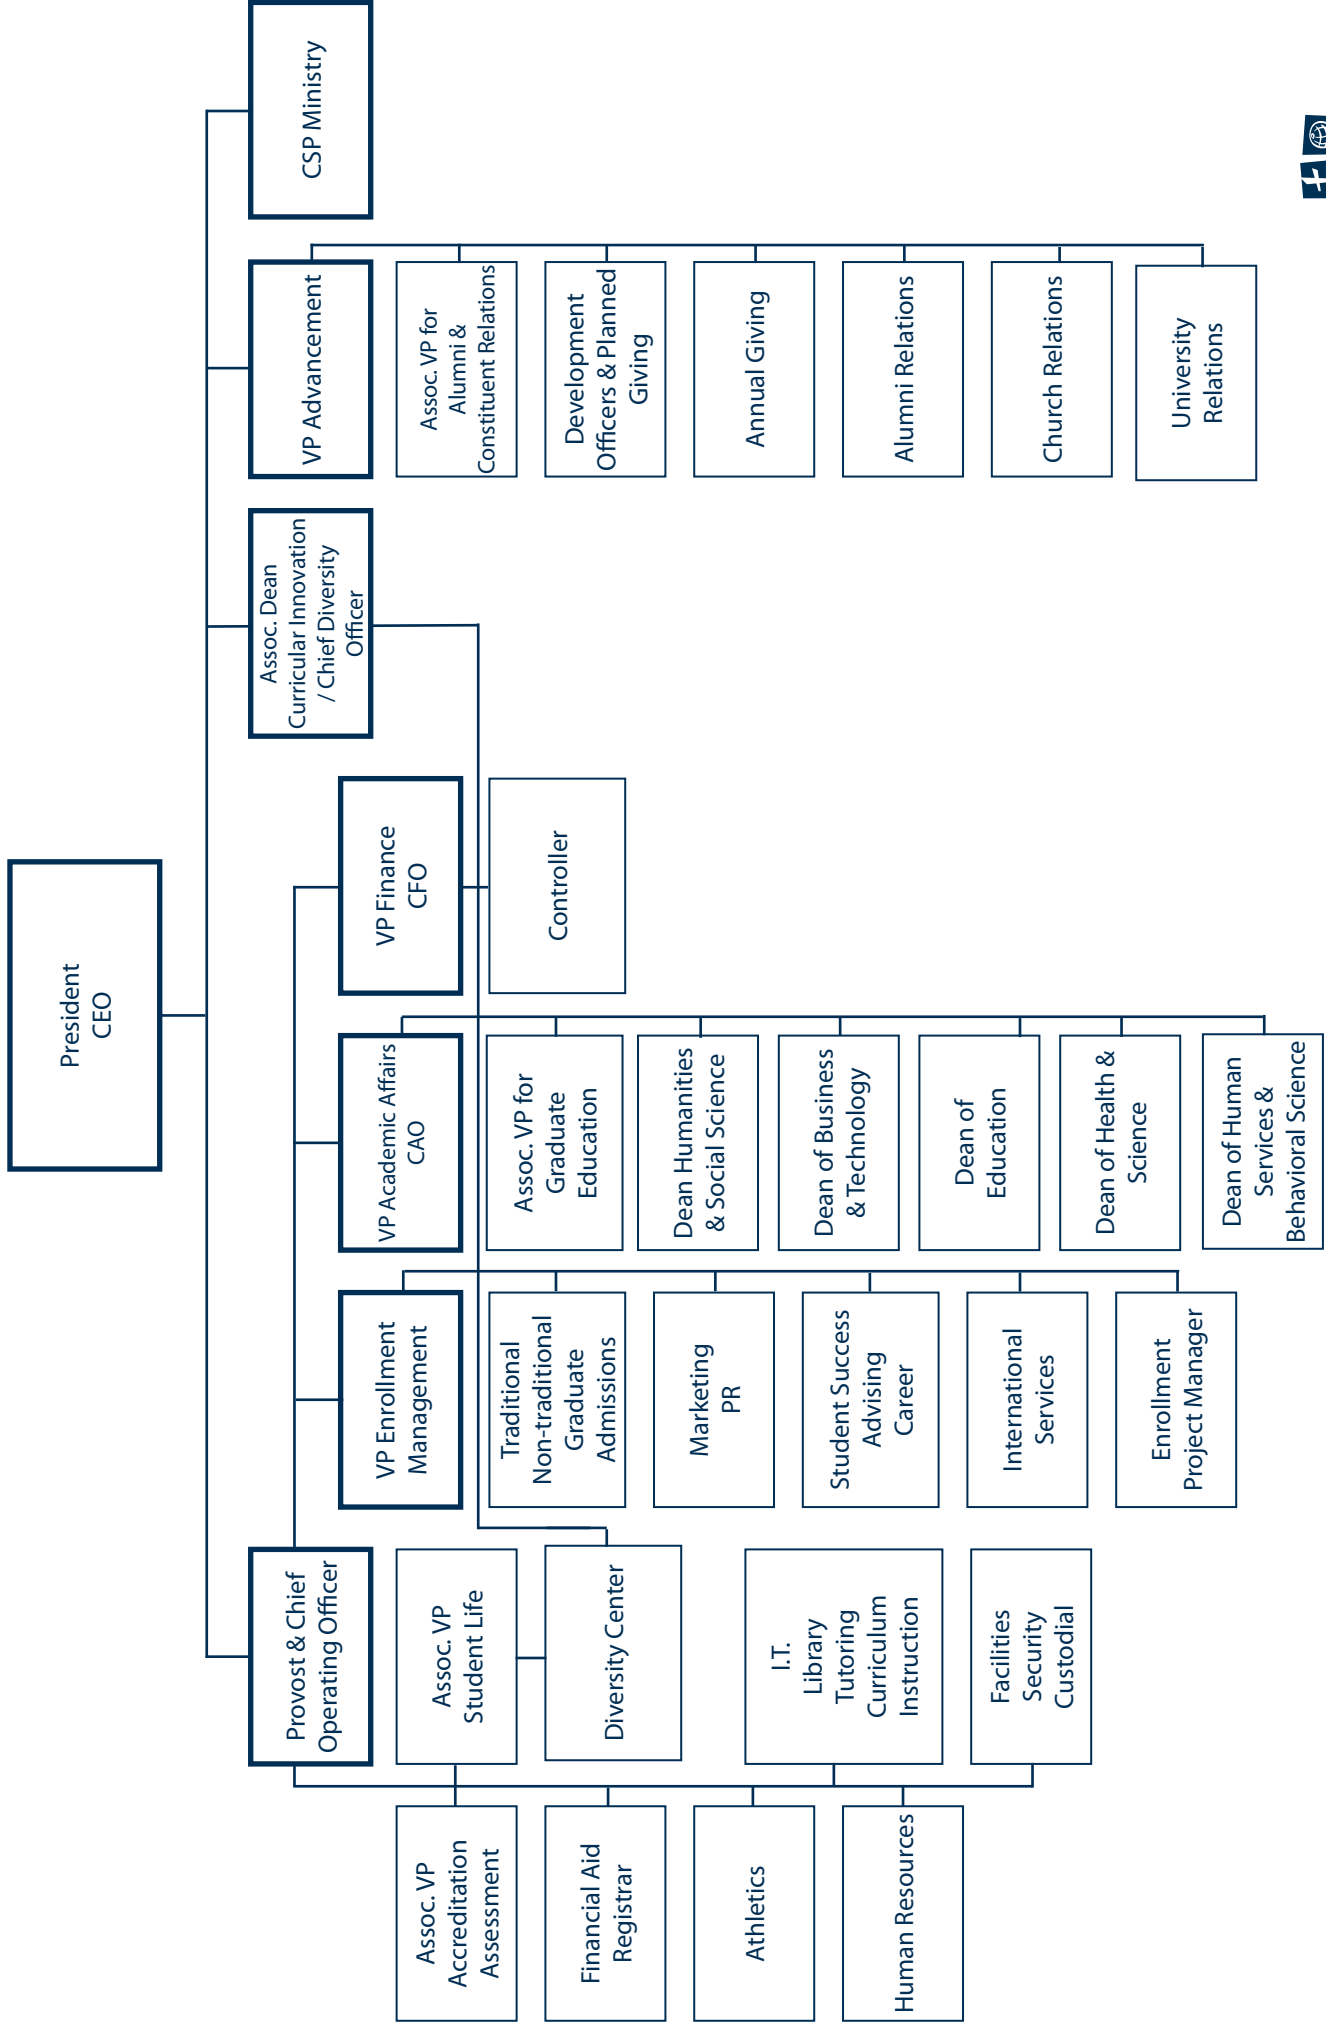 President
CEO
Provost & Chief
Operating Officer
Assoc. Dean
Curricular Innovation
/ Chief Diversity
Officer
VP Advancement
CSP Ministry
VP Enrollment
Management
VP Academic Affairs
CAO
VP Finance
CFO
Assoc. VP
Accreditation
Assessment
Financial Aid
Registrar
Athletics
Human Resources
Assoc. VP
Student Life
Diversity Center
I.T.
Library
Tutoring
Curriculum
Instruction
Facilities
Security
Custodial
Traditional
Non-traditional
Graduate
Admissions
Marketing
PR
Student Success
Advising
Career
International
Services
Enrollment
Project Manager
Assoc. VP for
Graduate
Education
Dean Humanities
& Social Science
Dean of Business
& Technology
Dean of
Education
Dean of Health &
Science
Dean of Human
Services &
Behavioral Science
Controller
Assoc. VP for
Alumni &
Constituent Relations
Development
Officers & Planned
Giving
Annual Giving
Alumni Relations
Church Relations
University
Relations